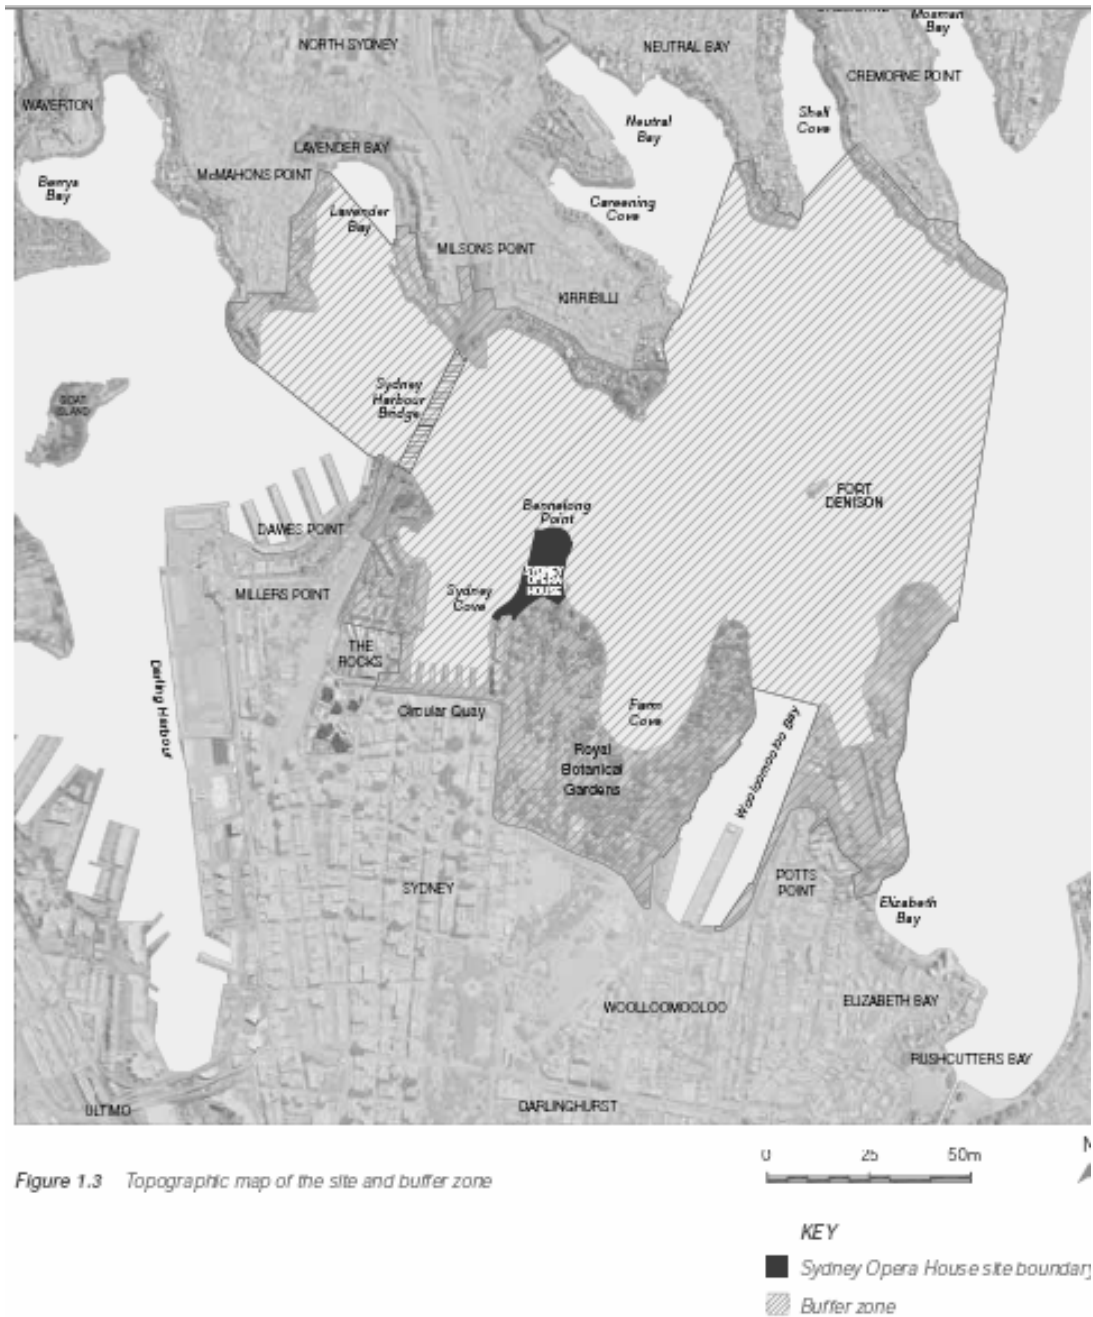 Mosman
Bay
NORTH SYDNEY
NEUTRAL BAY
CREMORNE POINT
WAVERTON
Shell
Cove
Neutral
Bay
LAVENDER BAY
McMAHONS POINT
Berrys
Bay
Careening
Cove
Lavender
Bay
MILSONS POINT
KIRRIBILLI
Sydney
Harbour
Bridge
GOAT
ISLAND
FORT
DENISON
Bennelong
Point
DAWES POINT
SYDNEY
OPERA
HOUSE
MILLERS POINT
Sydney
Cove
THE
ROCKS
Darling Harbour
Circular Quay
Farm
Cove
Woolloomooloo Bay
Royal
Botanical
Gardens
POTTS
POINT
SYDNEY
Elizabeth
Bay
ELIZABETH BAY
WOOLLOOMOOLOO
RUSHCUTTERS BAY
ULTIMO
DARLINGHURST
0 25 50m
N
Figure 1.3 Topographic map of the site and buffer zone
KEY
Sydney Opera House site boundary
Buffer zone